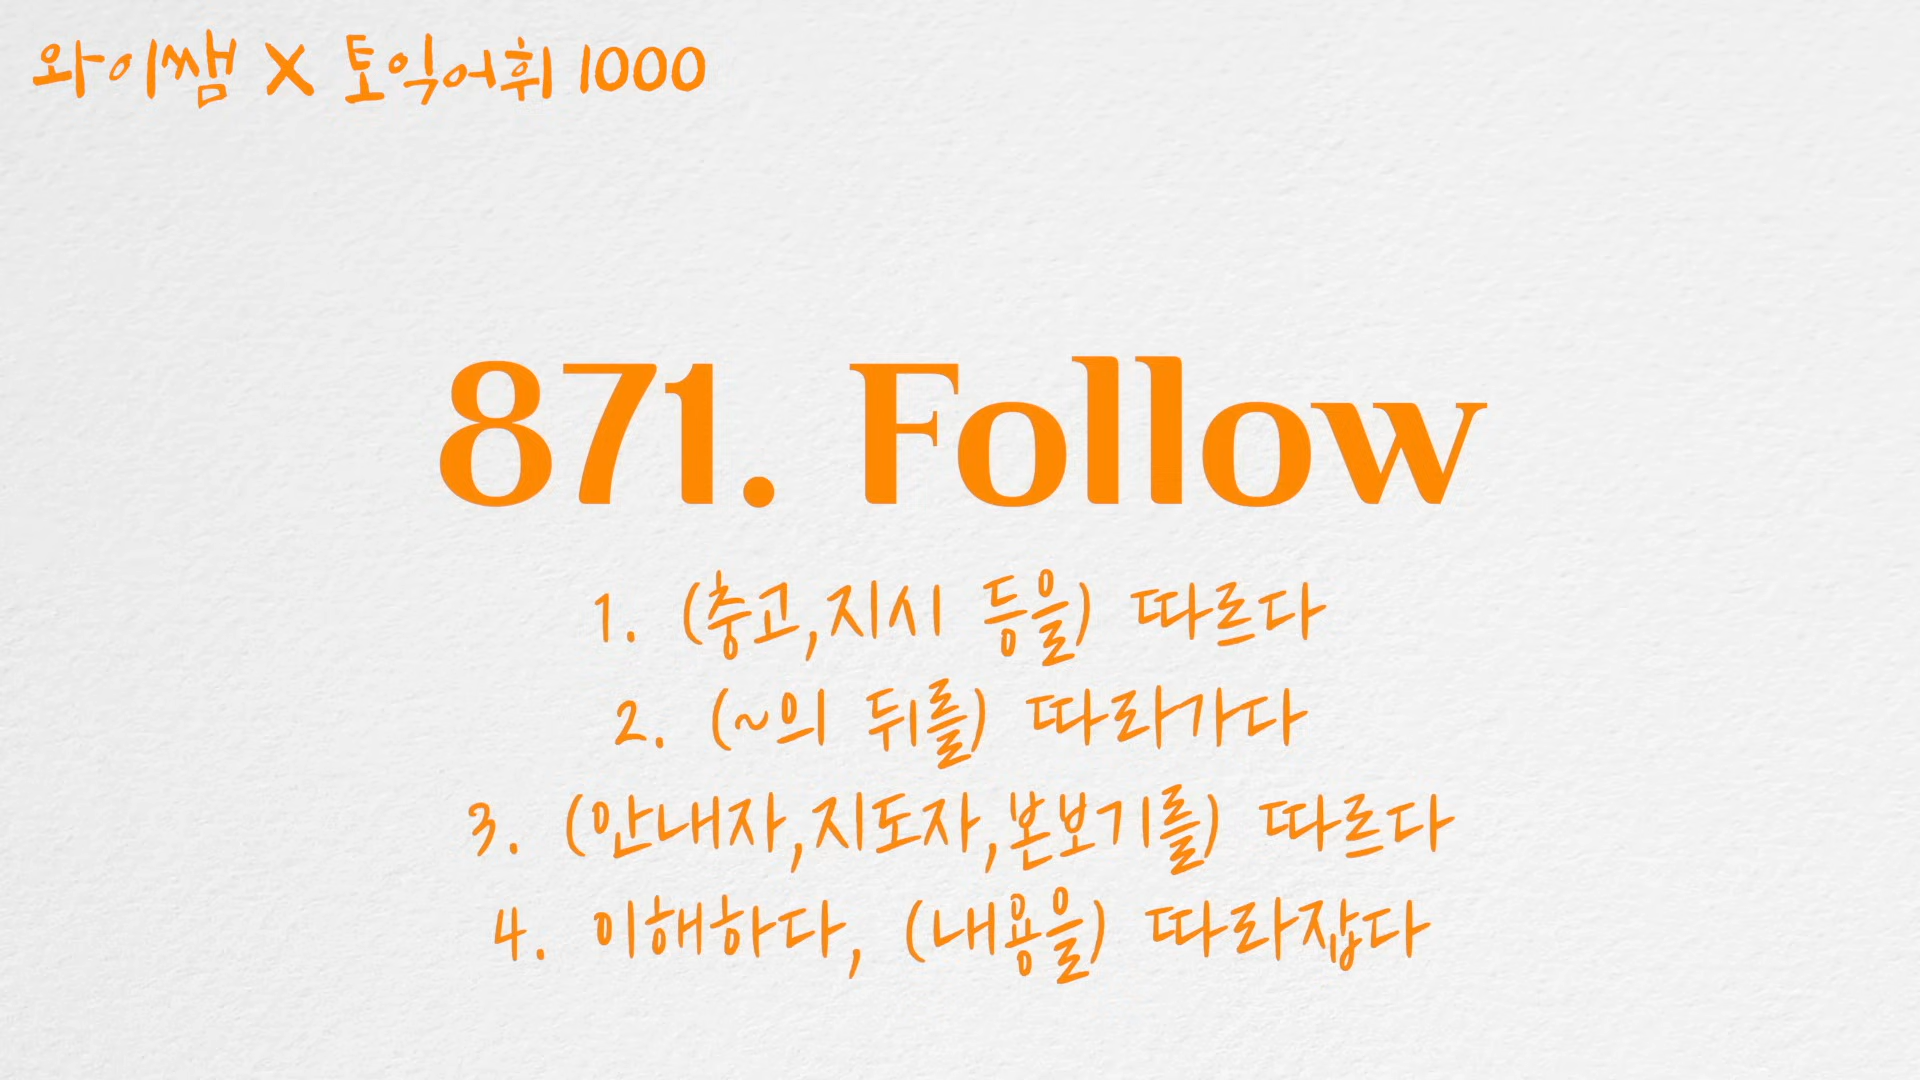 와이쌤 X 토익어휘 1000
871. Follow
1. (충고,지시 등을) 따르다
2. (~의 뒤를) 따라가다
3. (안내자,지도자,본보기를) 따르다
4. 이해하다, (내용을) 따라잡다